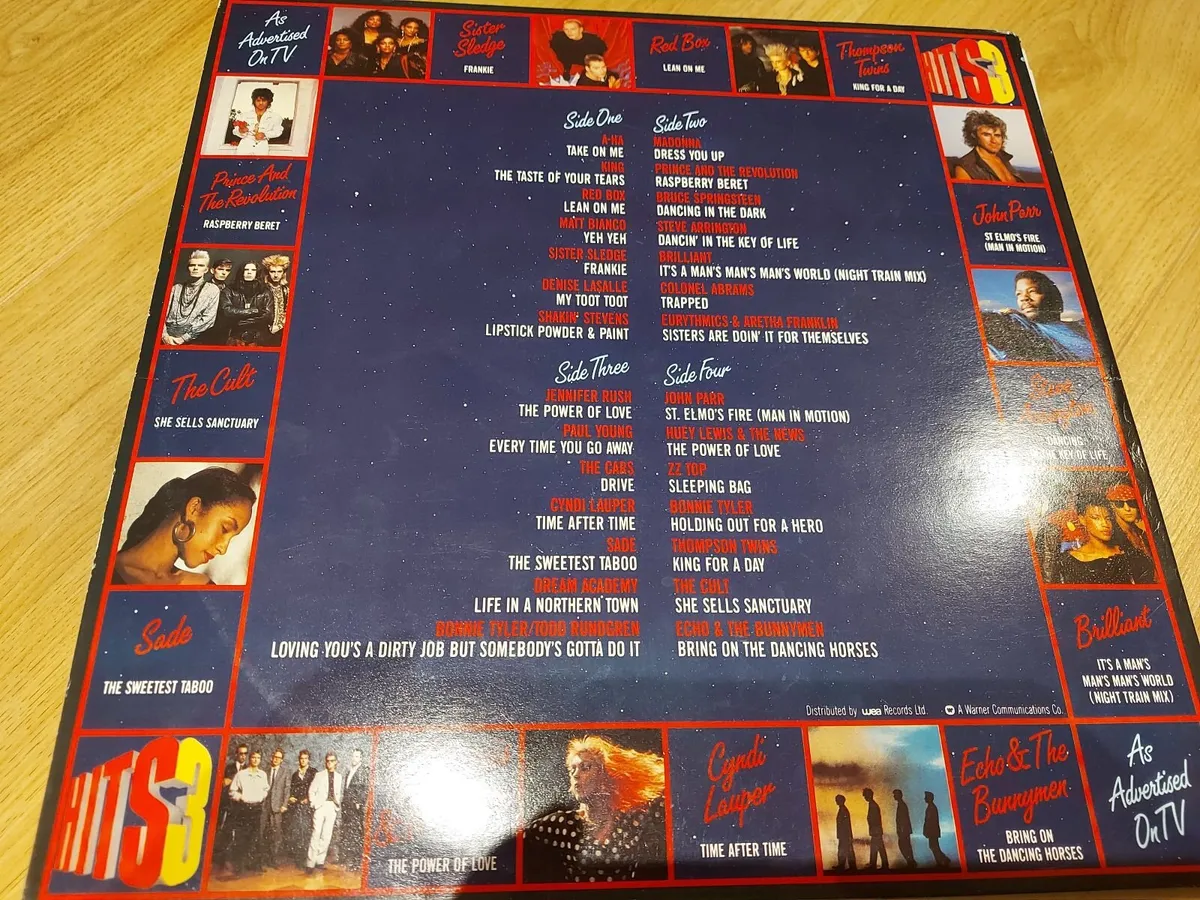 As
Advertised
On TV
Sister
Sledge
FRANKIE
Red Box
LEAN ON ME
Thompson
Twins
KING FOR A DAY
HITS 3
Prince And
The Revolution
RASPBERRY BERET
The Cult
SHE SELLS SANCTUARY
Sade
THE SWEETEST TABOO
Side One
A-HA
TAKE ON ME
KING
THE TASTE OF YOUR TEARS
RED BOX
LEAN ON ME
MATT BIANCO
YEH YEH
SISTER SLEDGE
FRANKIE
DENISE LASALLE
MY TOOT TOOT
SHAKIN' STEVENS
LIPSTICK POWDER & PAINT
Side Two
MADONNA
DRESS YOU UP
PRINCE AND THE REVOLUTION
RASPBERRY BERET
BRUCE SPRINGSTEEN
DANCING IN THE DARK
STEVE ARRINGTON
DANCIN' IN THE KEY OF LIFE
BRILLIANT
IT'S A MAN'S MAN'S MAN'S WORLD (NIGHT TRAIN MIX)
COLONEL ABRAMS
TRAPPED
EURYTHMICS & ARETHA FRANKLIN
SISTERS ARE DOIN' IT FOR THEMSELVES
Side Three
JENNIFER RUSH
THE POWER OF LOVE
PAUL YOUNG
EVERY TIME YOU GO AWAY
THE CARS
DRIVE
CYNDI LAUPER
TIME AFTER TIME
SADE
THE SWEETEST TABOO
DREAM ACADEMY
LIFE IN A NORTHERN TOWN
BONNIE TYLER/TODD RUNDGREN
LOVING YOU'S A DIRTY JOB BUT SOMEBODY'S GOTTA DO IT
Side Four
JOHN PARR
ST. ELMO'S FIRE (MAN IN MOTION)
HUEY LEWIS & THE NEWS
THE POWER OF LOVE
ZZ TOP
SLEEPING BAG
BONNIE TYLER
HOLDING OUT FOR A HERO
THOMPSON TWINS
KING FOR A DAY
THE CULT
SHE SELLS SANCTUARY
ECHO & THE BUNNYMEN
BRING ON THE DANCING HORSES
Distributed by wea Records Ltd. A Warner Communications Co.
John Parr
ST ELMO'S FIRE
(MAN IN MOTION)
Steve
Arrington
DANCING
THE KEY OF LIFE
Brilliant
IT'S A MAN'S
MAN'S MAN'S WORLD
(NIGHT TRAIN MIX)
HITS 3
THE POWER OF LOVE
Cyndi
Lauper
TIME AFTER TIME
Echo & The
Bunnymen
BRING ON
THE DANCING HORSES
As
Advertised
On TV